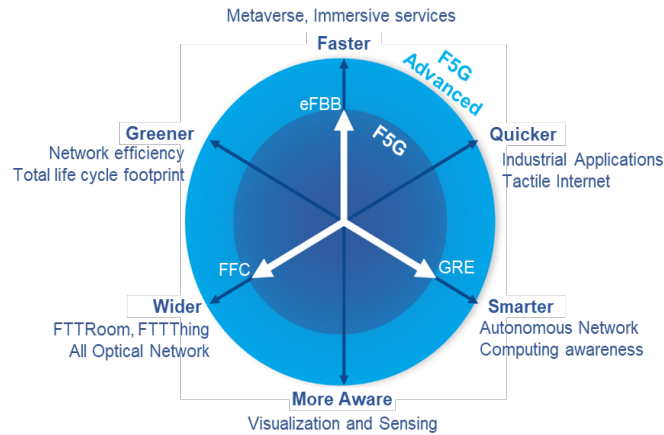 Metaverse, Immersive services
Faster
F5G
Advanced
eFBB
F5G
Greener
Network efficiency
Total life cycle footprint
Quicker
Industrial Applications
Tactile Internet
FFC
GRE
Wider
FTTRoom, FTTThing
All Optical Network
Smarter
Autonomous Network
Computing awareness
More Aware
Visualization and Sensing